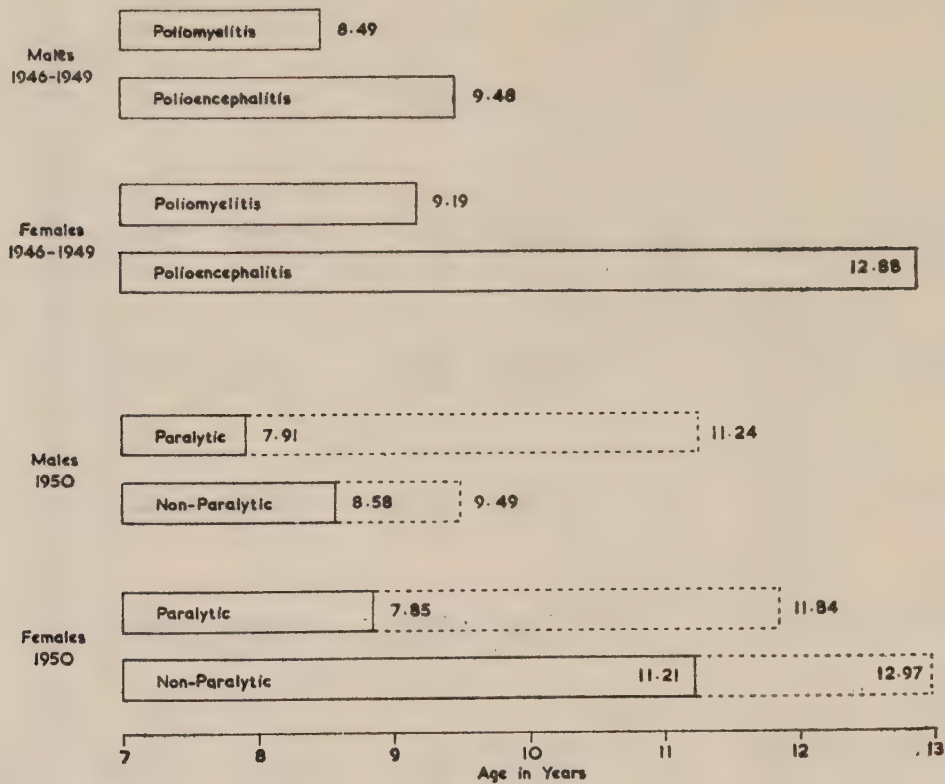 Poliomyelitis 8.49
Males
1946-1949
Polioencephalitis 9.48
Poliomyelitis 9.19
Females
1946-1949
Polioencephalitis 12.88
Paralytic 7.91 11.24
Males
1950
Non-Paralytic 8.58 9.49
Paralytic 7.85 11.84
Females
1950
Non-Paralytic 11.21 12.97
7 8 9 10 11 12 13
Age in Years